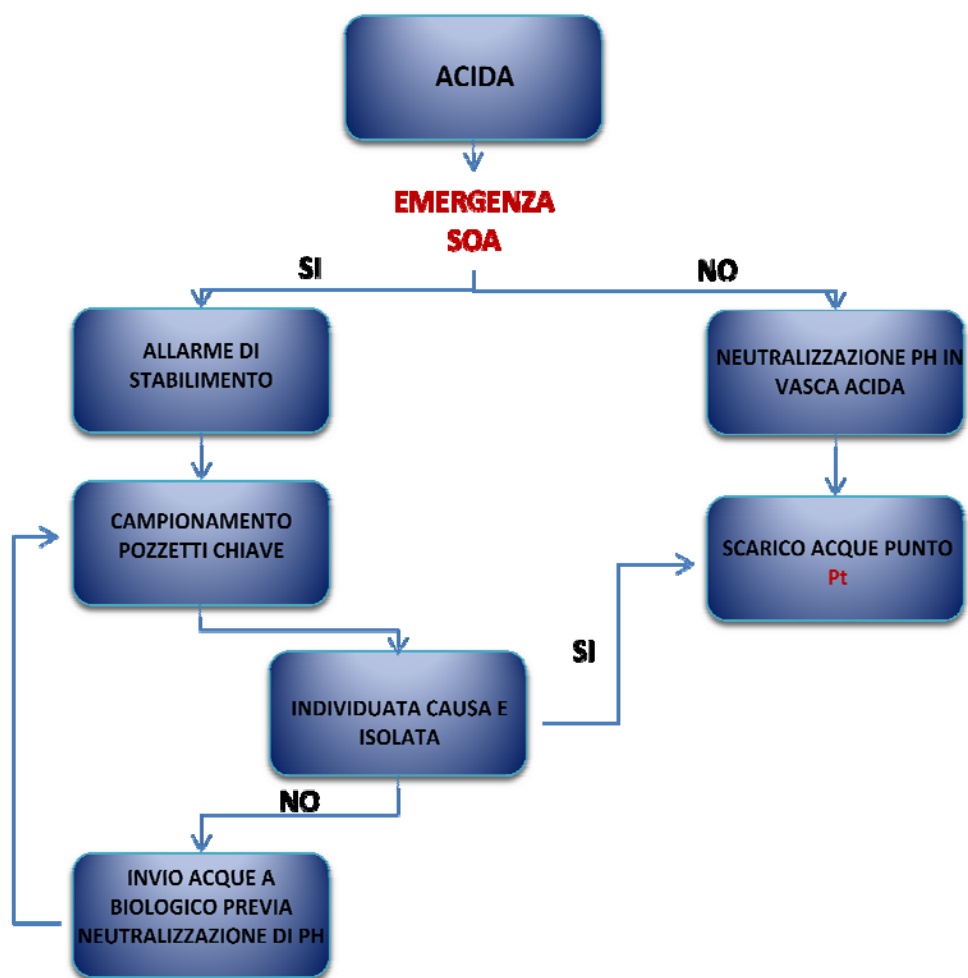 ACIDA
EMERGENZA
SOA
SI
NO
ALLARME DI
STABILIMENTO
NEUTRALIZZAZIONE PH IN
VASCA ACIDA
CAMPIONAMENTO
POZZETTI CHIAVE
SCARICO ACQUE PUNTO
Pt
SI
INDIVIDUATA CAUSA E
ISOLATA
NO
INVIO ACQUE A
BIOLOGICO PREVIA
NEUTRALIZZAZIONE DI PH